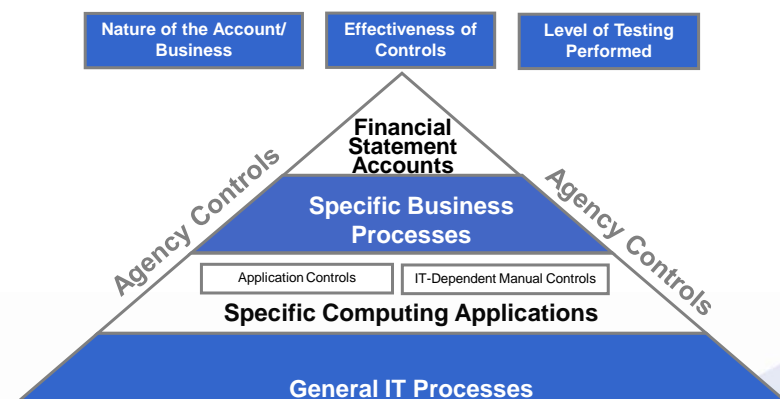 Nature of the Account/
Business
Effectiveness of
Controls
Level of Testing
Performed
Financial
Statement
Accounts
Agency Controls
Agency Controls
Specific Business
Processes
Application Controls
IT-Dependent Manual Controls
Specific Computing Applications
General IT Processes